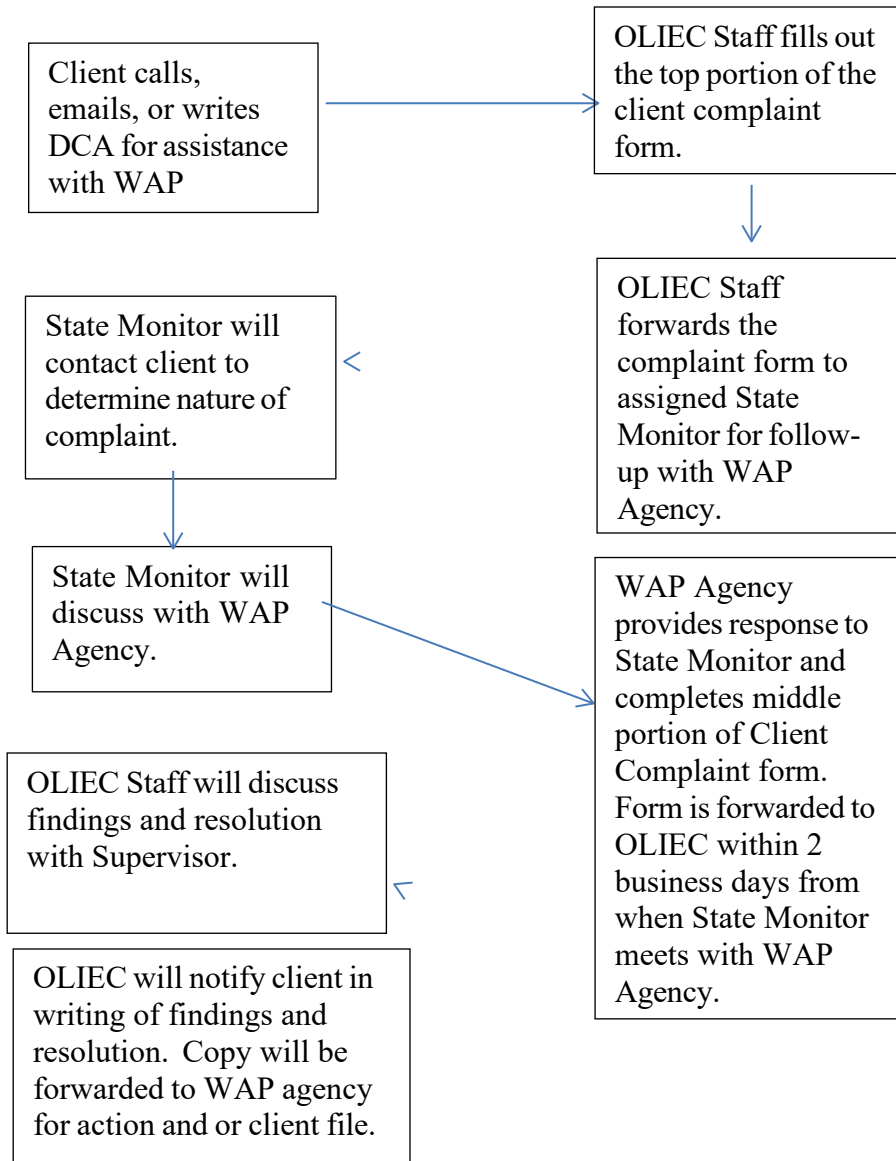 Client calls,
emails, or writes
DCA for assistance
with WAP
OLIEC Staff fills out
the top portion of the
client complaint
form.
OLIEC Staff
forwards the
complaint form to
assigned State
Monitor for follow-
up with WAP
Agency.
State Monitor will
contact client to
determine nature of
complaint.
State Monitor will
discuss with WAP
Agency.
WAP Agency
provides response to
State Monitor and
completes middle
portion of Client
Complaint form.
Form is forwarded to
OLIEC within 2
business days from
when State Monitor
meets with WAP
Agency.
OLIEC Staff will discuss
findings and resolution
with Supervisor.
OLIEC will notify client in
writing of findings and
resolution.  Copy will be
forwarded to WAP agency
for action and or client file.